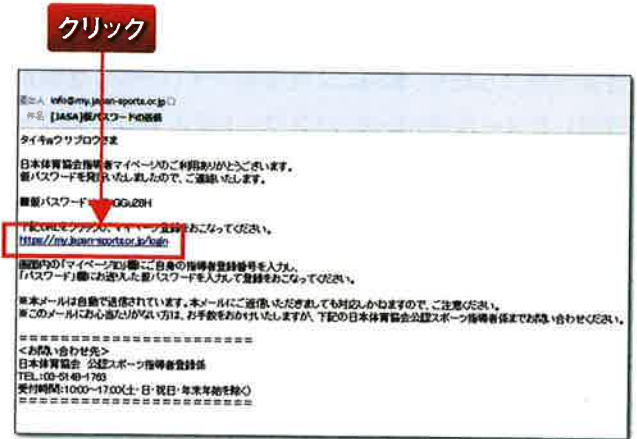 クリック
差出人 info@my.japan-sports.or.jp
件名 [JASA]仮パスワードの送信
タイキ
日本体育協会指導者マイページのご利用ありがとうございます。
仮パスワードを発行いたしましたので、ご連絡いたします。
■仮パスワード GGu28H
下記URLをクリックし、マイページ登録をおこなってください。
https://my.japan-sports.or.jp/login
画面内の「マイページID」欄にご自身の指導者登録番号を入力し、
「パスワード」欄にお送りした仮パスワードを入力して登録をおこなってください。
※本メールは自動で送信されています。本メールにご返信いただきましても対応しかねますので、ご注意ください。
※このメールにお心当たりがない方は、お手数をおかけいたしますが、下記の日本体育協会公認スポーツ指導者係までお問い合わせください。
========================
<お問い合わせ先>
日本体育協会 公認スポーツ指導者登録係
TEL:03-5148-1763
受付時間:10:00~17:00(土・日・祝日・年末年始を除く)
========================